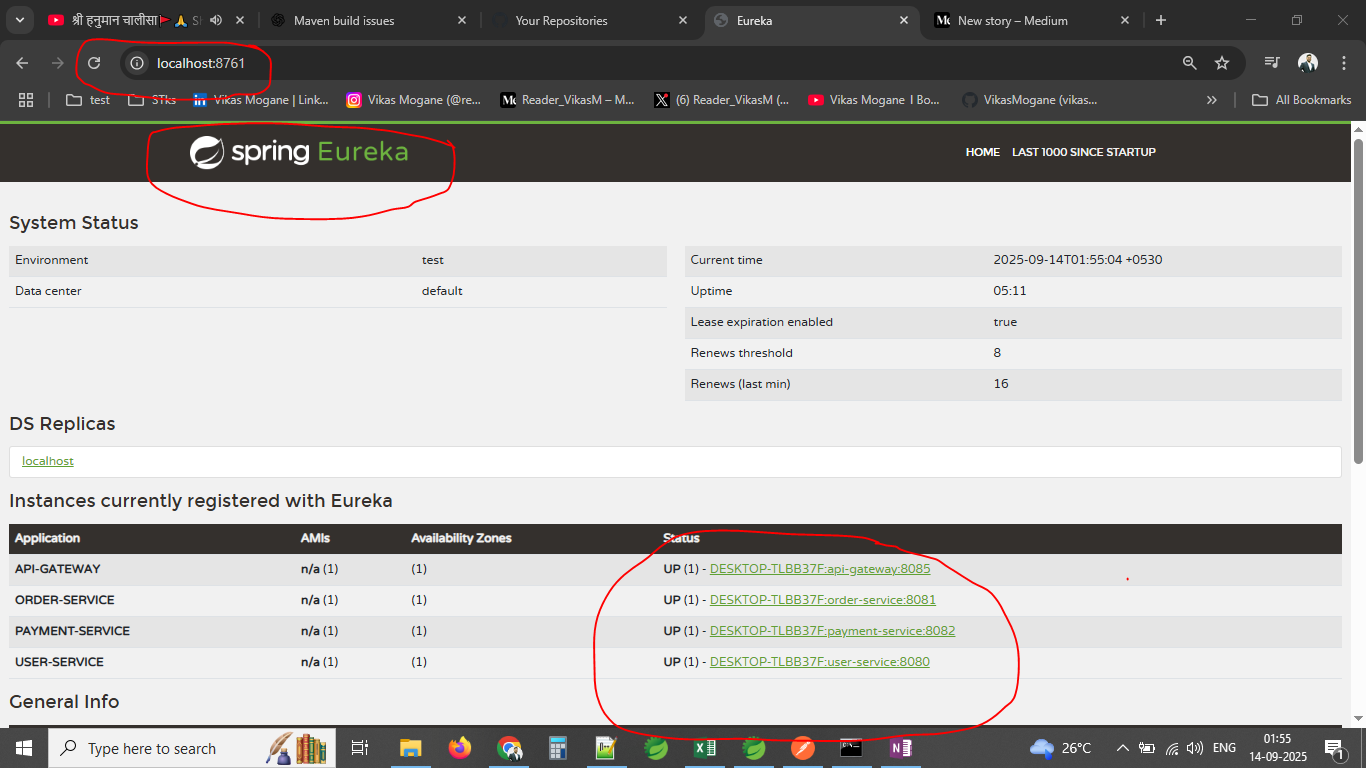 श्री हनुमान चालीसा🚩🙏 S
Maven build issues
Your Repositories
Eureka
New story – Medium
localhost:8761
test
STks
Vikas Mogane | Link...
Vikas Mogane (@re...
Reader_VikasM – M...
(6) Reader_VikasM (...
Vikas Mogane I Bo...
VikasMogane (vikas...
All Bookmarks
spring Eureka
HOME LAST 1000 SINCE STARTUP
System Status
Environment test
Data center default
Current time 2025-09-14T01:55:04 +0530
Uptime 05:11
Lease expiration enabled true
Renews threshold 8
Renews (last min) 16
DS Replicas
localhost
Instances currently registered with Eureka
Application AMIs Availability Zones Status
API-GATEWAY n/a (1) (1) UP (1) - DESKTOP-TLBB37F:api-gateway:8085
ORDER-SERVICE n/a (1) (1) UP (1) - DESKTOP-TLBB37F:order-service:8081
PAYMENT-SERVICE n/a (1) (1) UP (1) - DESKTOP-TLBB37F:payment-service:8082
USER-SERVICE n/a (1) (1) UP (1) - DESKTOP-TLBB37F:user-service:8080
General Info
Type here to search
26°C
ENG
01:55
14-09-2025
1